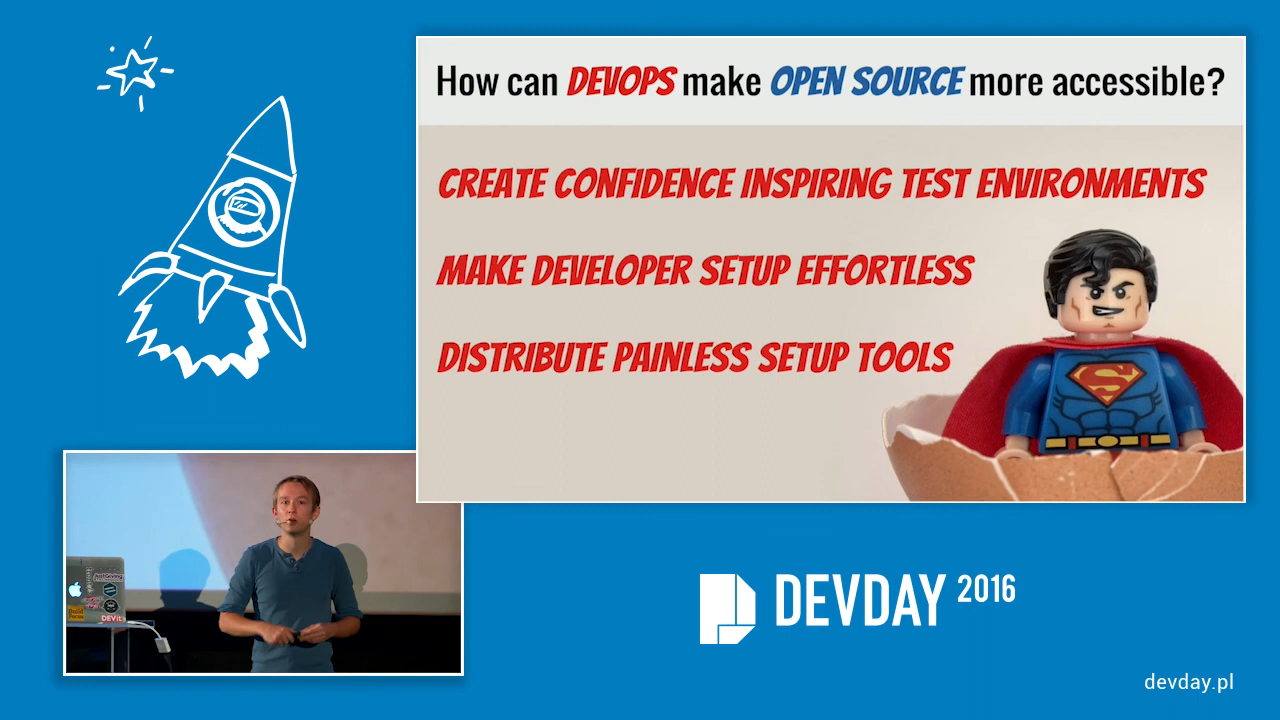 How can DEVOPS make OPEN SOURCE more accessible?
CREATE CONFIDENCE INSPIRING TEST ENVIRONMENTS
MAKE DEVELOPER SETUP EFFORTLESS
DISTRIBUTE PAINLESS SETUP TOOLS
S
JustGiving
DEVDAY 2016
devday.pl